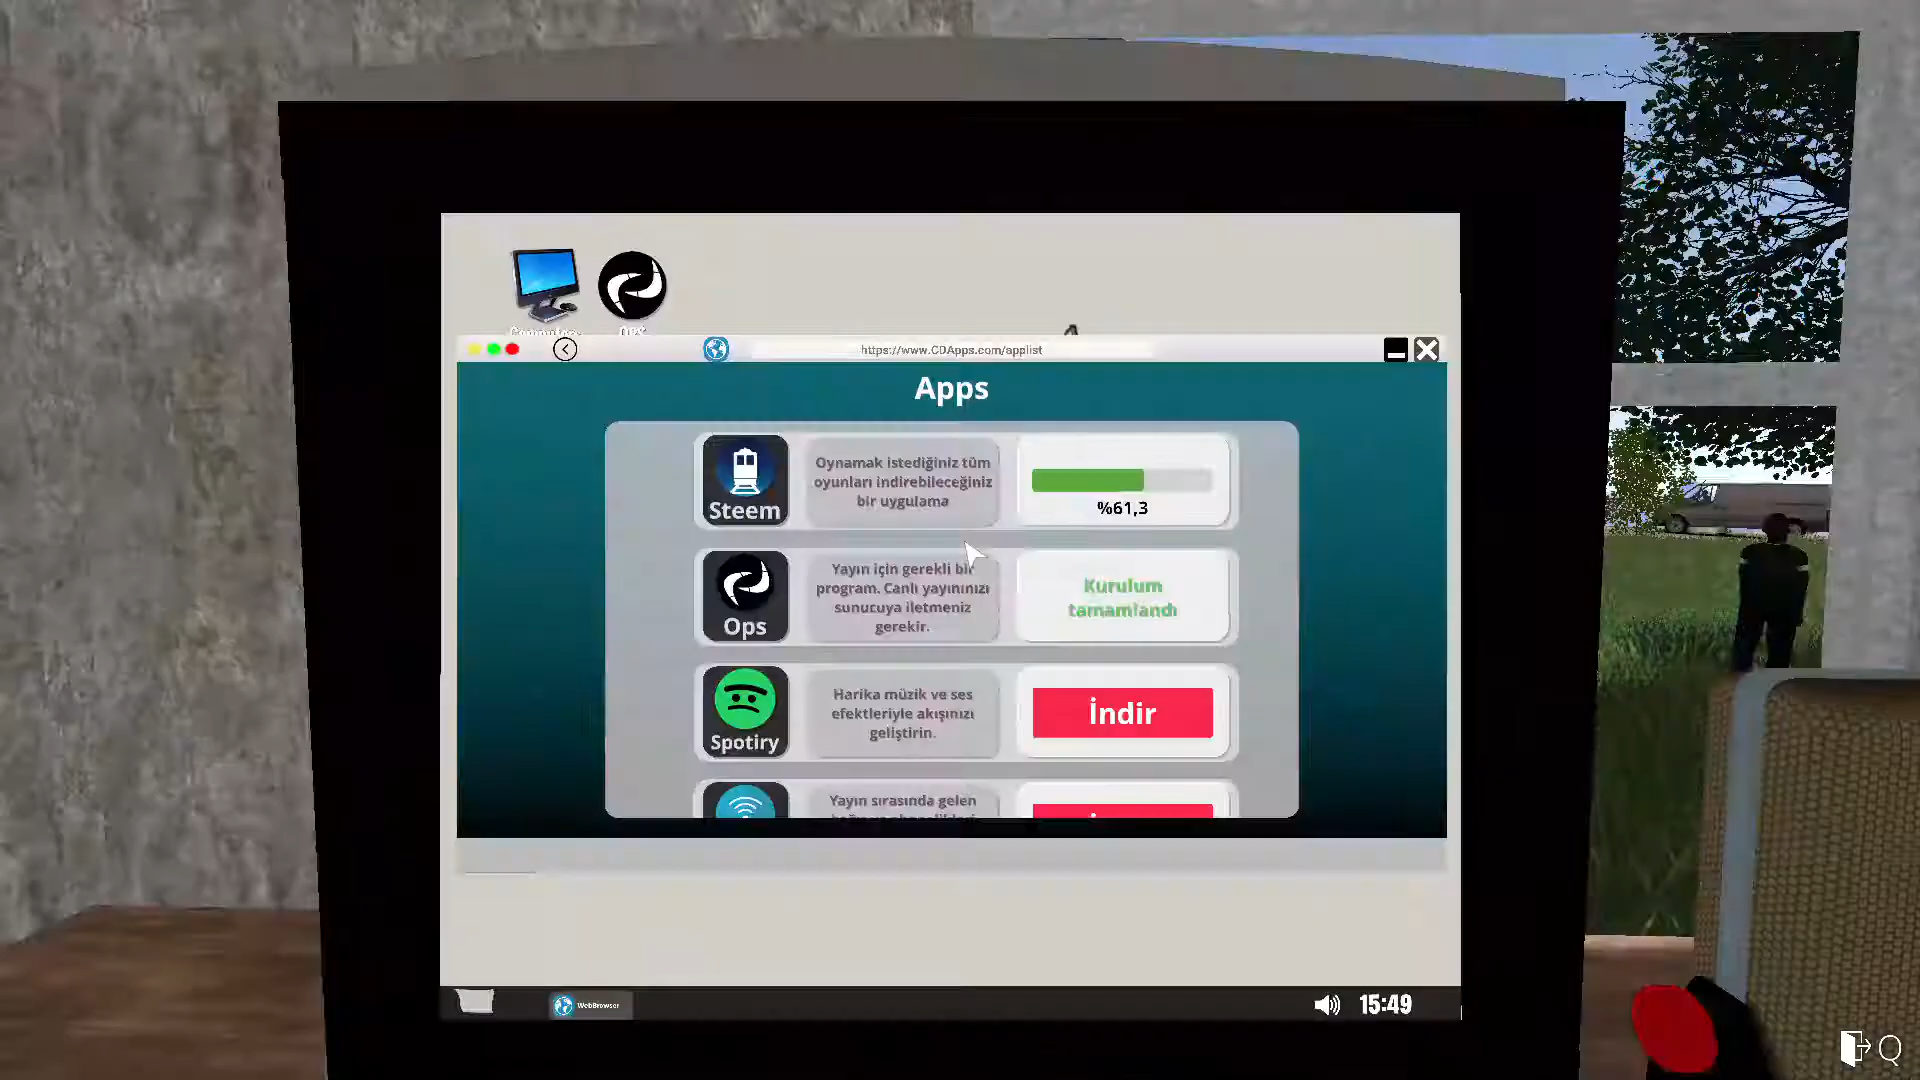 https://www.CDApps.com/applist
Apps
Steem
Oynamak istediğiniz tüm
oyunları indirebileceğiniz
bir uygulama
%61,3
Ops
Yayın için gerekli bir
program. Canlı yayınınızı
sunucuya iletmeniz
gerekir.
Kurulum
tamamlandı
Spotiry
Harika müzik ve ses
efektleriyle akışınızı
geliştirin.
İndir
Yayın sırasında gelen
WebBrowser
15:49
Q